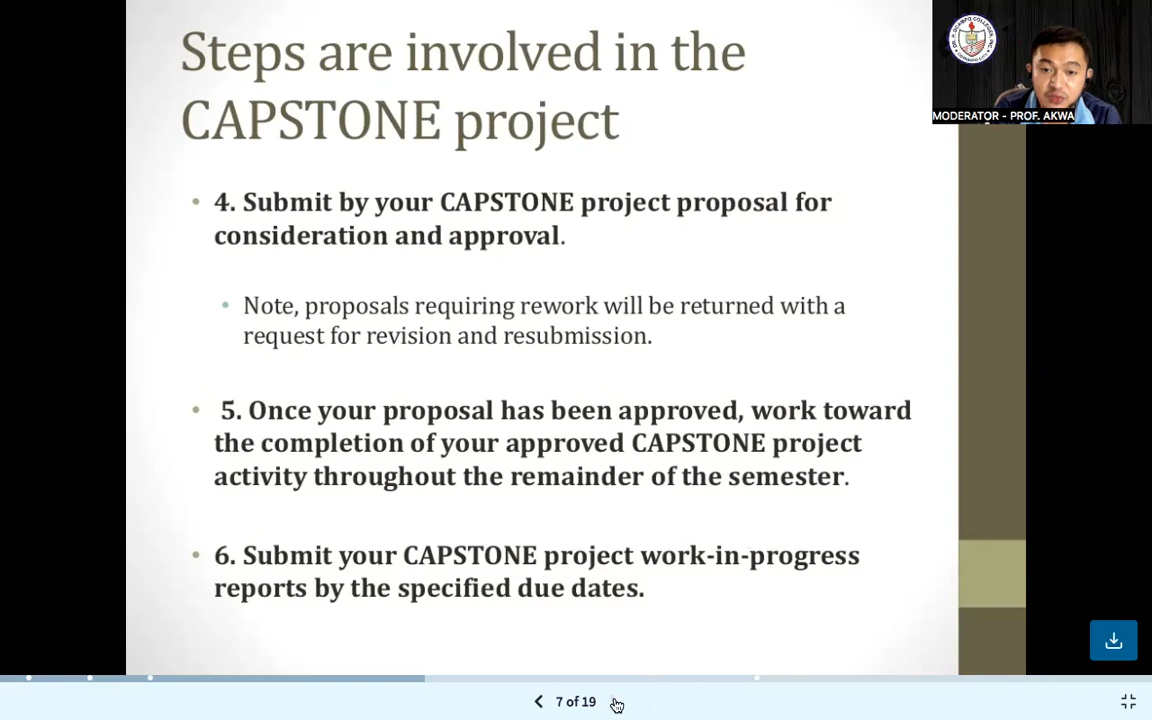 Steps are involved in the
CAPSTONE project
MODERATOR - PROF. AKWA
• 4. Submit by your CAPSTONE project proposal for
consideration and approval.
• Note, proposals requiring rework will be returned with a
request for revision and resubmission.
• 5. Once your proposal has been approved, work toward
the completion of your approved CAPSTONE project
activity throughout the remainder of the semester.
• 6. Submit your CAPSTONE project work-in-progress
reports by the specified due dates.
7 of 19